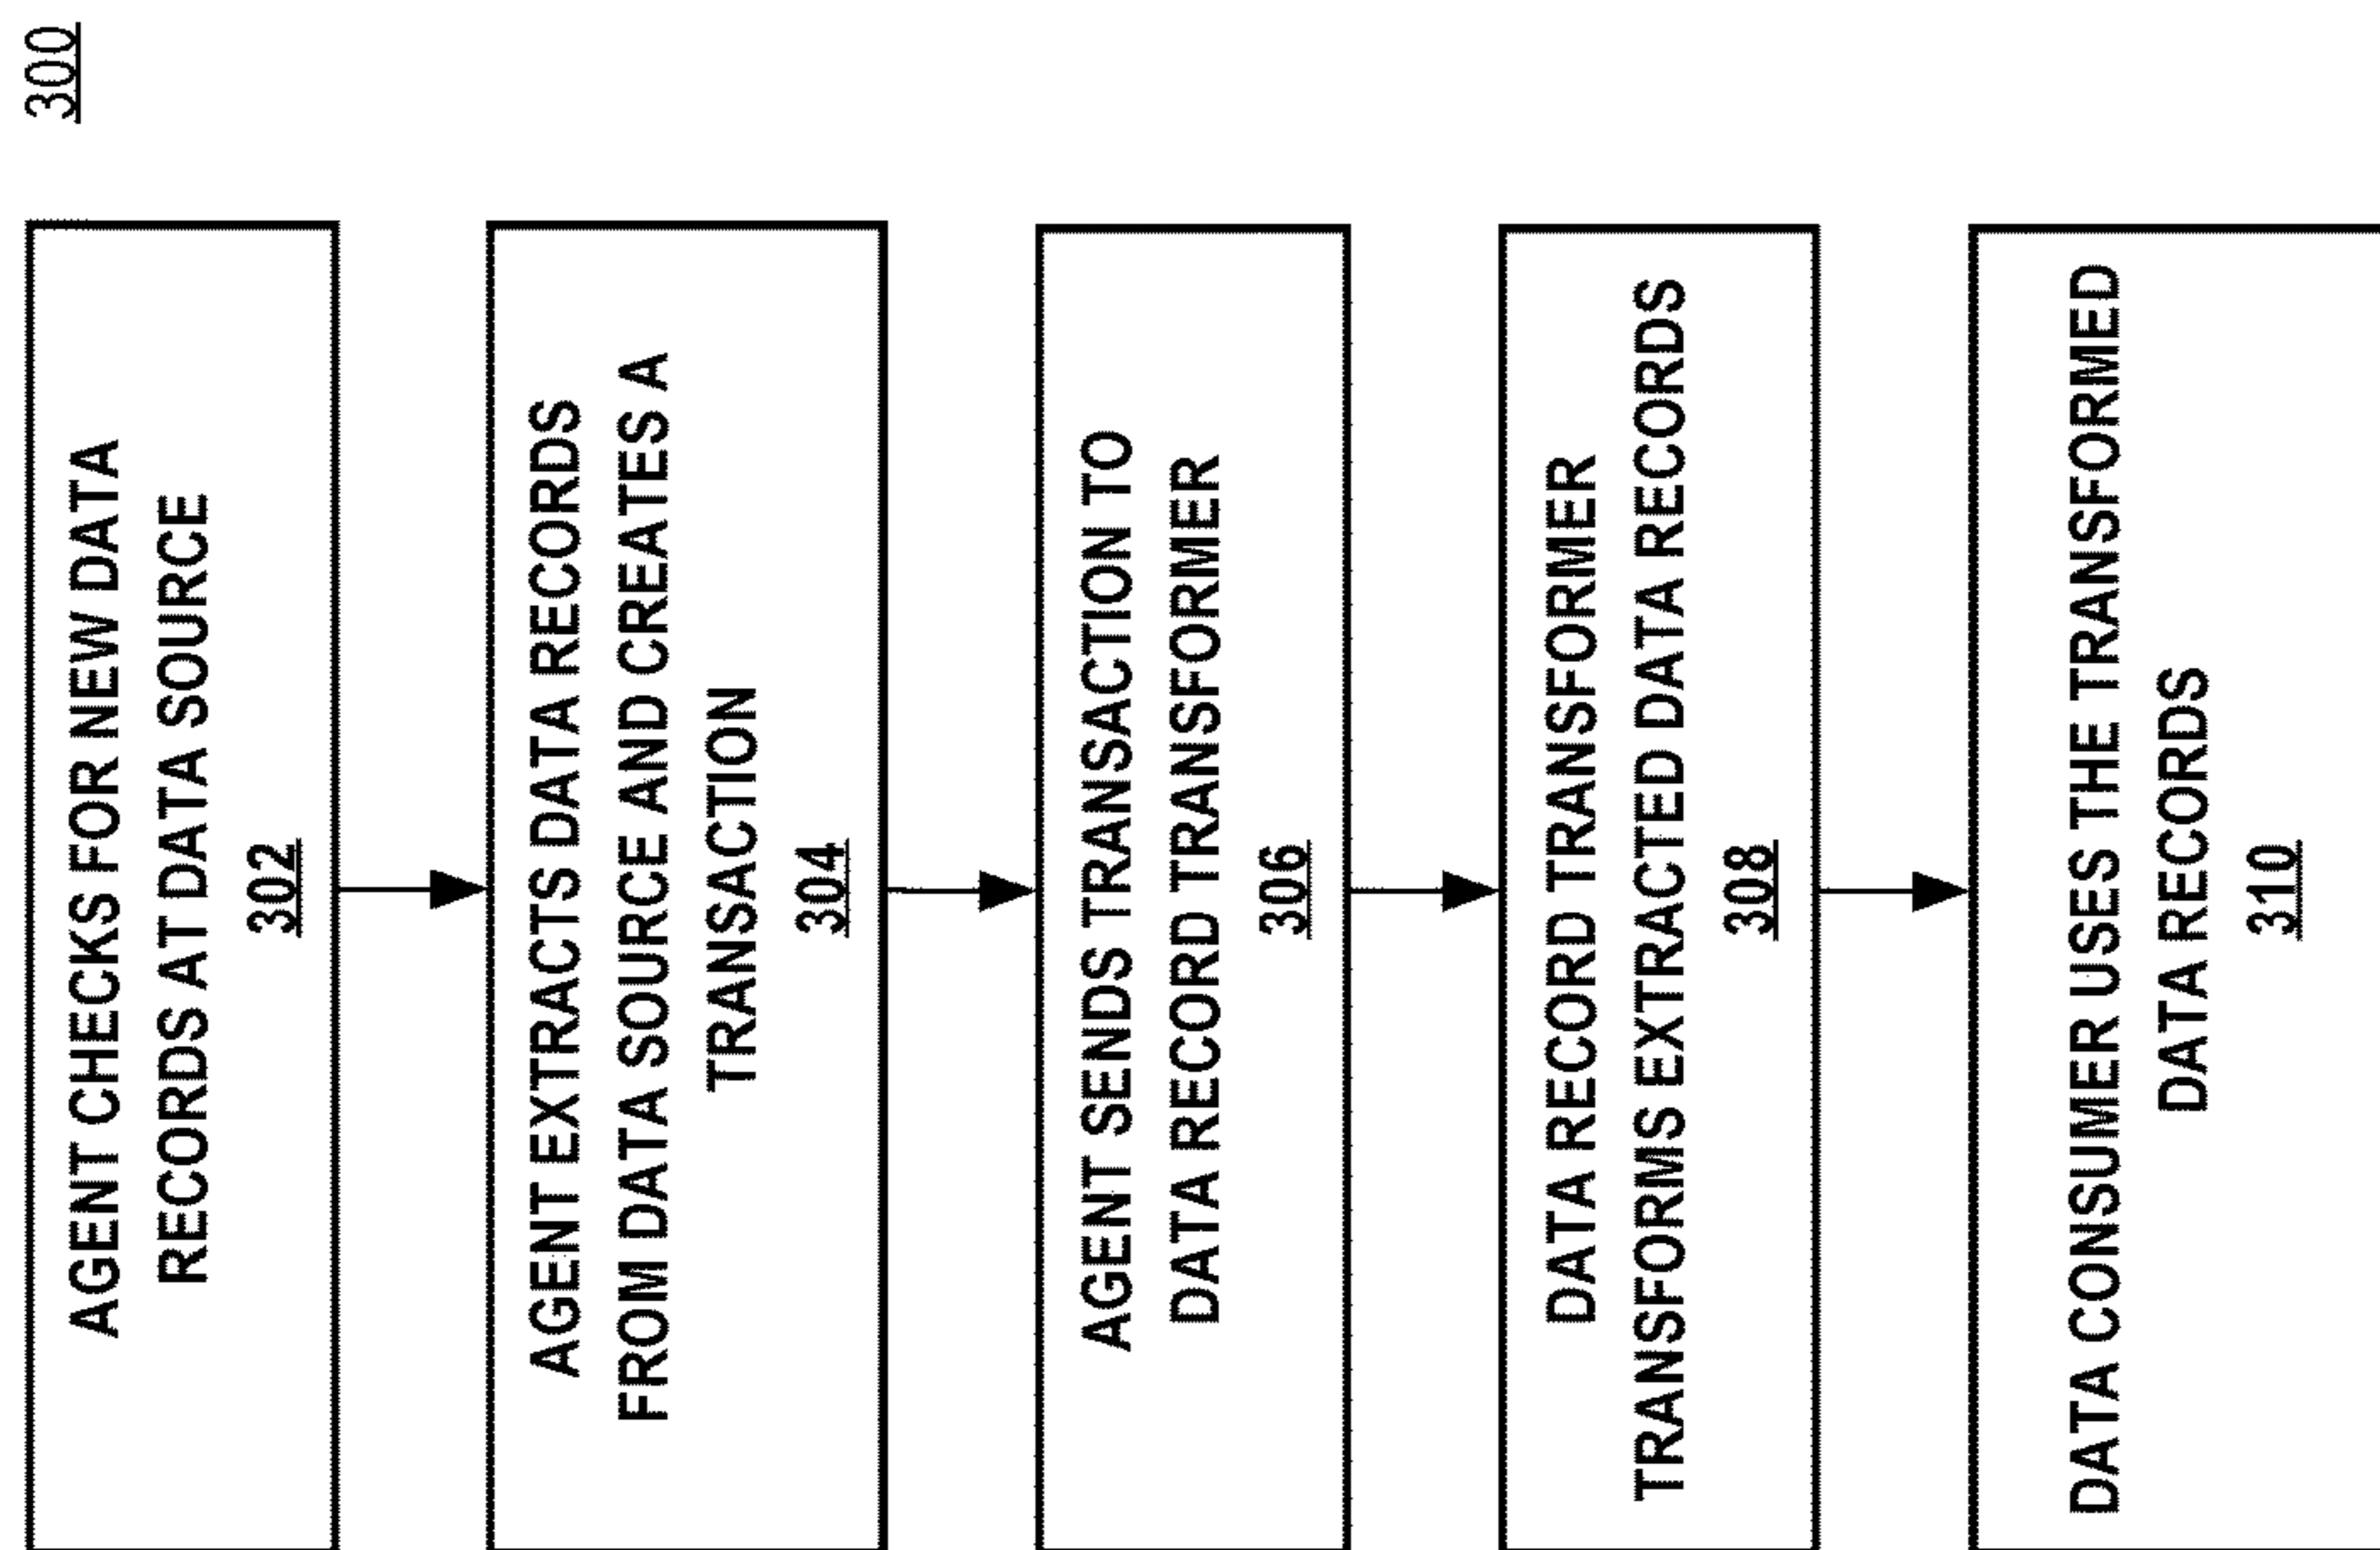 300
AGENT CHECKS FOR NEW DATA
RECORDS AT DATA SOURCE
302
AGENT EXTRACTS DATA RECORDS
FROM DATA SOURCE AND CREATES A
TRANSACTION
304
AGENT SENDS TRANSACTION TO
DATA RECORD TRANSFORMER
306
DATA RECORD TRANSFORMER
TRANSFORMS EXTRACTED DATA RECORDS
308
DATA CONSUMER USES THE TRANSFORMED
DATA RECORDS
310